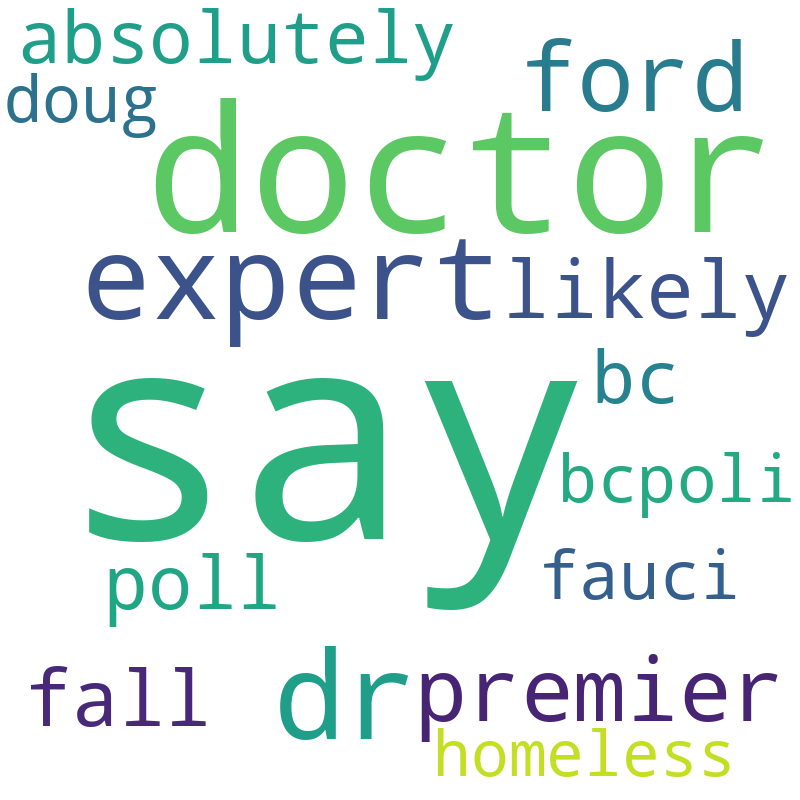 absolutely
doug
ford
doctor
expert
likely
say
bc
bcpoli
poll
fauci
fall
dr
premier
homeless